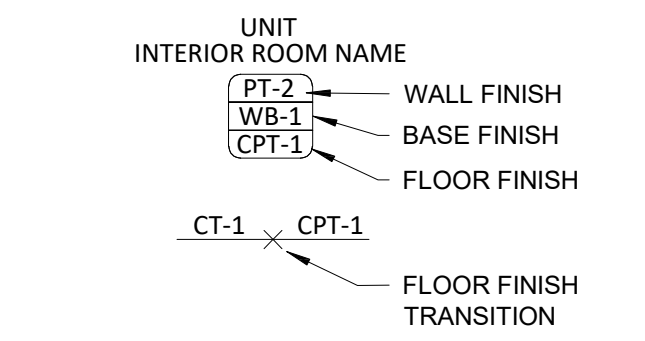 UNIT
INTERIOR ROOM NAME
PT-2
WALL FINISH
WB-1
BASE FINISH
CPT-1
FLOOR FINISH
CT-1 CPT-1
FLOOR FINISH
TRANSITION